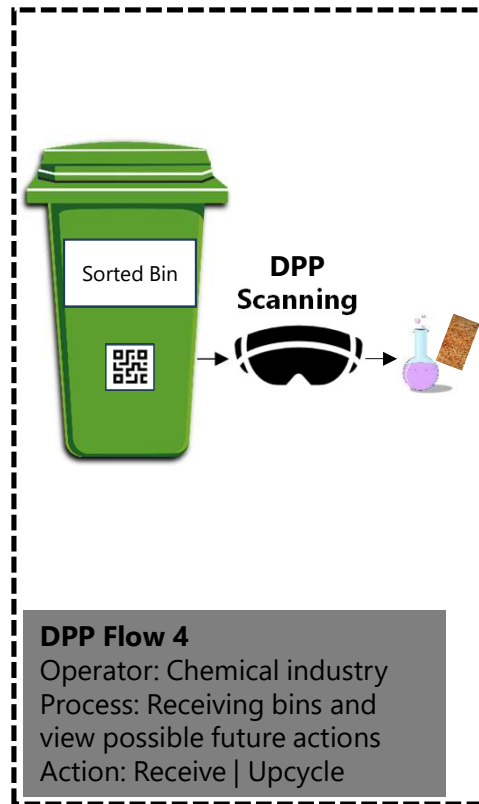 Sorted Bin
DPP
Scanning
DPP Flow 4
Operator: Chemical industry
Process: Receiving bins and
view possible future actions
Action: Receive | Upcycle